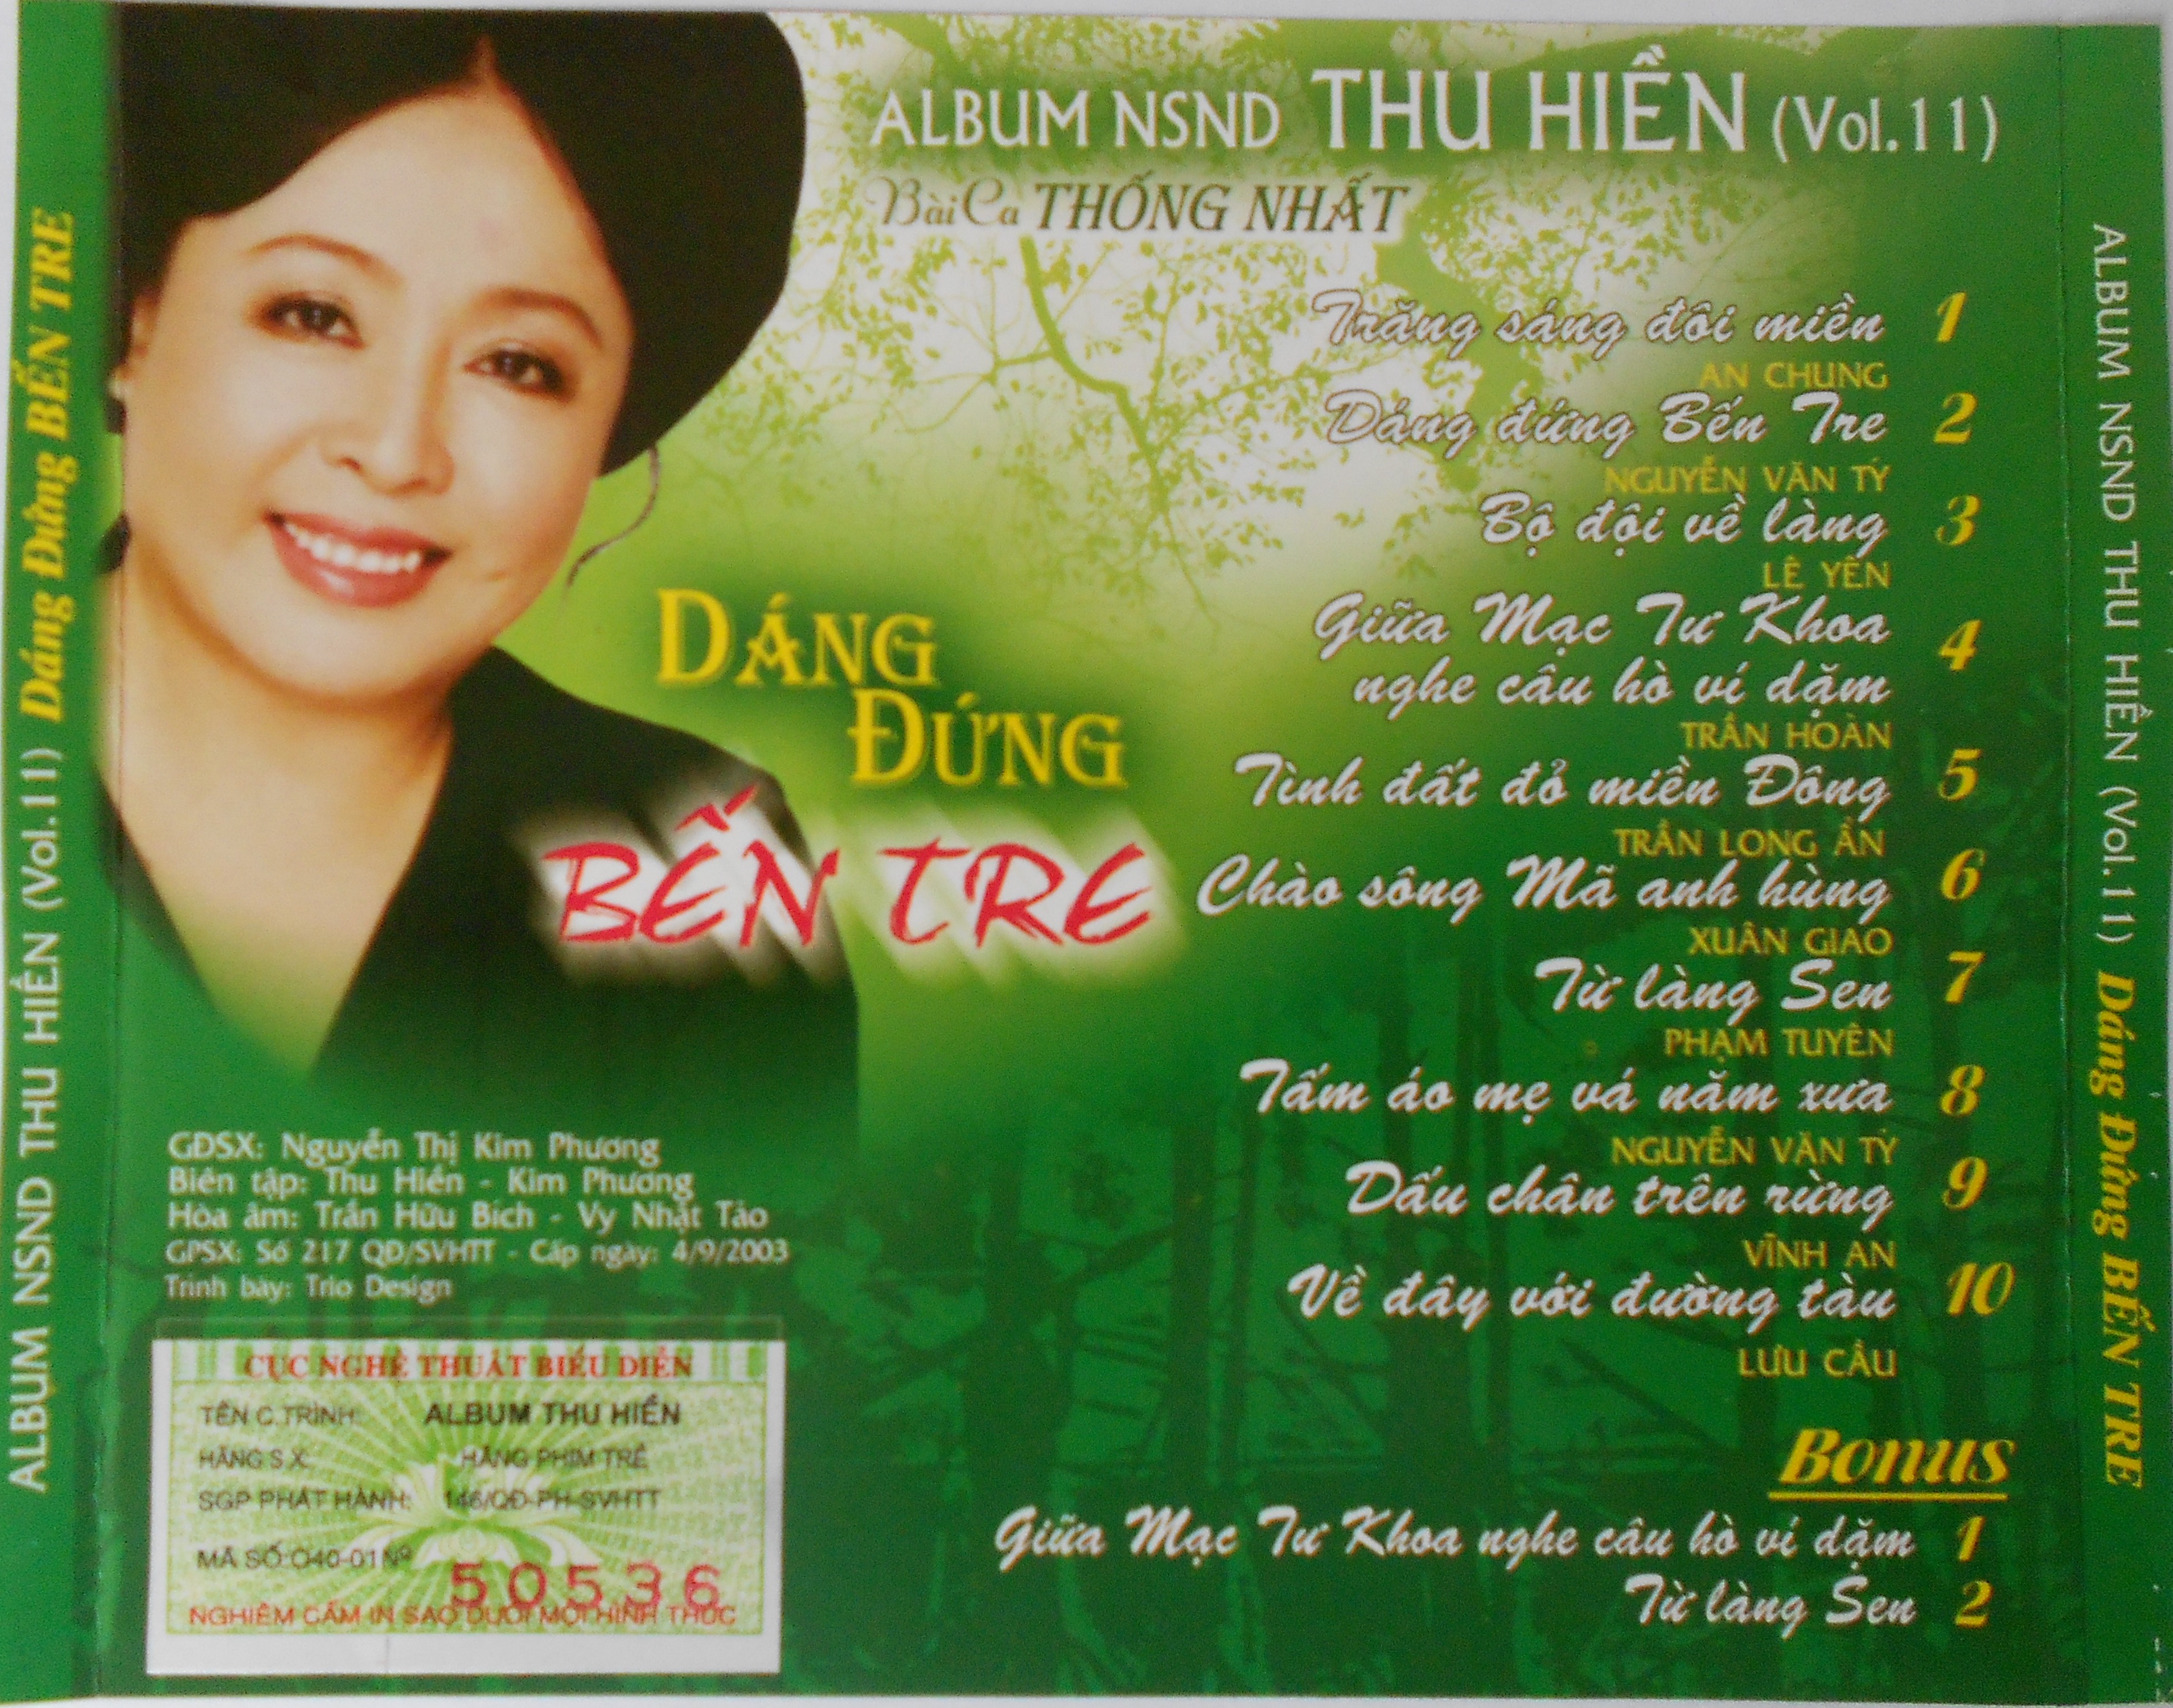 ALBUM NSND THU HIỀN (Vol.11) Dáng Đứng BẾN TRE
ALBUM NSND THU HIỀN (Vol.11)
Bài Ca THỐNG NHẤT
Trăng sáng đôi miền 1
AN CHUNG
Dáng đứng Bến Tre 2
NGUYỄN VĂN TÝ
Bộ đội về làng 3
LÊ YÊN
Giữa Mạc Tư Khoa
nghe câu hò ví dặm 4
TRẦN HOÀN
Tình đất đỏ miền Đông 5
TRẦN LONG ẨN
Chào sông Mã anh hùng 6
XUÂN GIAO
Từ làng Sen 7
PHẠM TUYÊN
Tấm áo mẹ vá năm xưa 8
NGUYỄN VĂN TÝ
Dấu chân trên rừng 9
VĨNH AN
Về đây với đường tàu 10
LƯU CẦU
Bonus
Giữa Mạc Tư Khoa nghe câu hò ví dặm 1
Từ làng Sen 2
DÁNG
ĐỨNG
BẾN TRE
GĐSX: Nguyễn Thị Kim Phương
Biên tập: Thu Hiền - Kim Phương
Hòa âm: Trần Hữu Bích - Vy Nhật Tảo
GPSX: Số 217 QĐ/SVHTT - Cấp ngày: 4/9/2003
Trình bày: Trio Design
CỤC NGHỆ THUẬT BIỂU DIỄN
TÊN C.TRÌNH: ALBUM THU HIỀN
HÃNG S.X: HÃNG PHIM TRẺ
SGP PHÁT HÀNH: 146/QĐ-PH-SVHTT
MÃ SỐ:O40-01Nº 50536
NGHIÊM CẤM IN SAO DƯỚI MỌI HÌNH THỨC
ALBUM NSND THU HIỀN (Vol.11) Dáng Đứng BẾN TRE